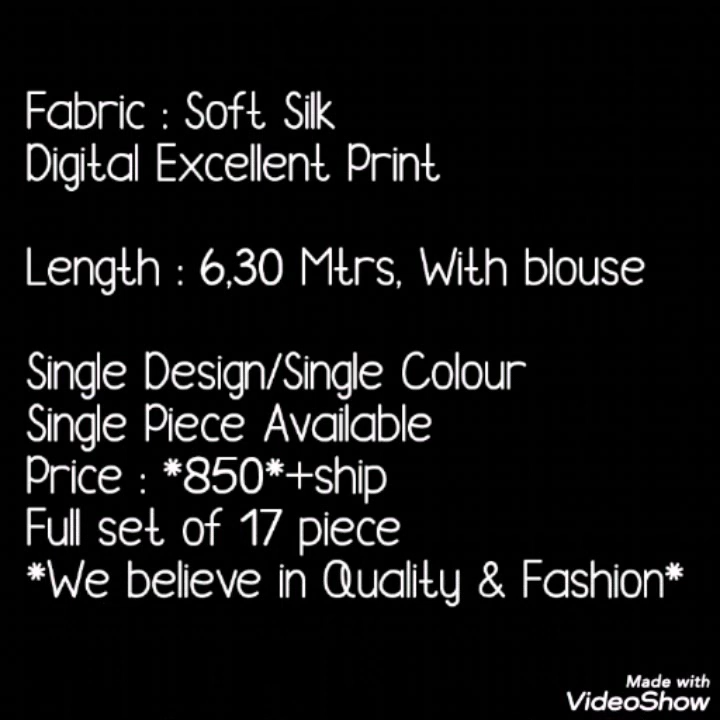 Fabric : Soft Silk
Digital Excellent Print
Length : 6,30 Mtrs, With blouse
Single Design/Single Colour
Single Piece Available
Price : *850*+ship
Full set of 17 piece
*We believe in Quality & Fashion*
Made with
VideoShow